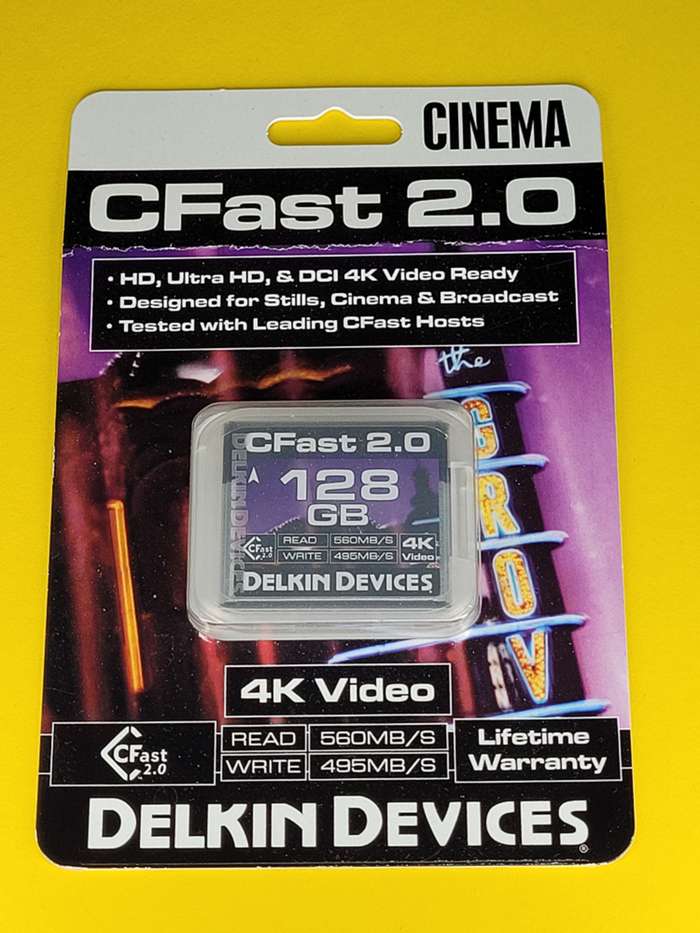 CINEMA
CFast 2.0
• HD, Ultra HD, & DCI 4K Video Ready
• Designed for Stills, Cinema & Broadcast
• Tested with Leading CFast Hosts
the
GROV
DELKIN DEVICES
CFast 2.0
128
GB
CFast
2.0
READ 560MB/S
WRITE 495MB/S
4K
Video
DELKIN DEVICES
4K Video
CFast
2.0
READ 560MB/S
WRITE 495MB/S
Lifetime
Warranty
DELKIN DEVICES®